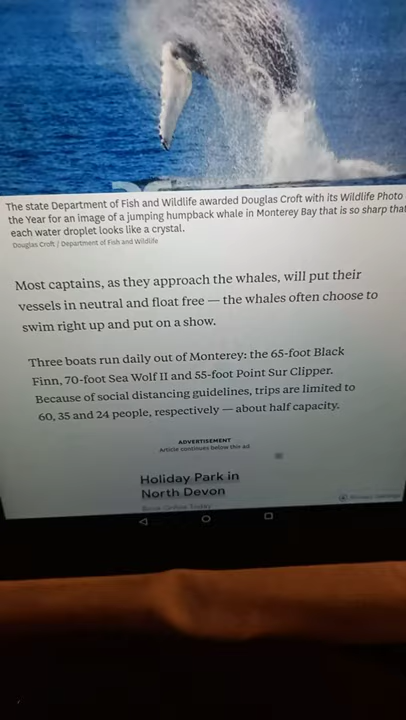 The state Department of Fish and Wildlife awarded Douglas Croft with its Wildlife Photo
the Year for an image of a jumping humpback whale in Monterey Bay that is so sharp that
each water droplet looks like a crystal.
Douglas Croft / Department of Fish and Wildlife
Most captains, as they approach the whales, will put their
vessels in neutral and float free — the whales often choose to
swim right up and put on a show.
Three boats run daily out of Monterey: the 65-foot Black
Finn, 70-foot Sea Wolf II and 55-foot Point Sur Clipper.
Because of social distancing guidelines, trips are limited to
60, 35 and 24 people, respectively — about half capacity.
ADVERTISEMENT
Article continues below this ad
Holiday Park in
North Devon
Book Online Today